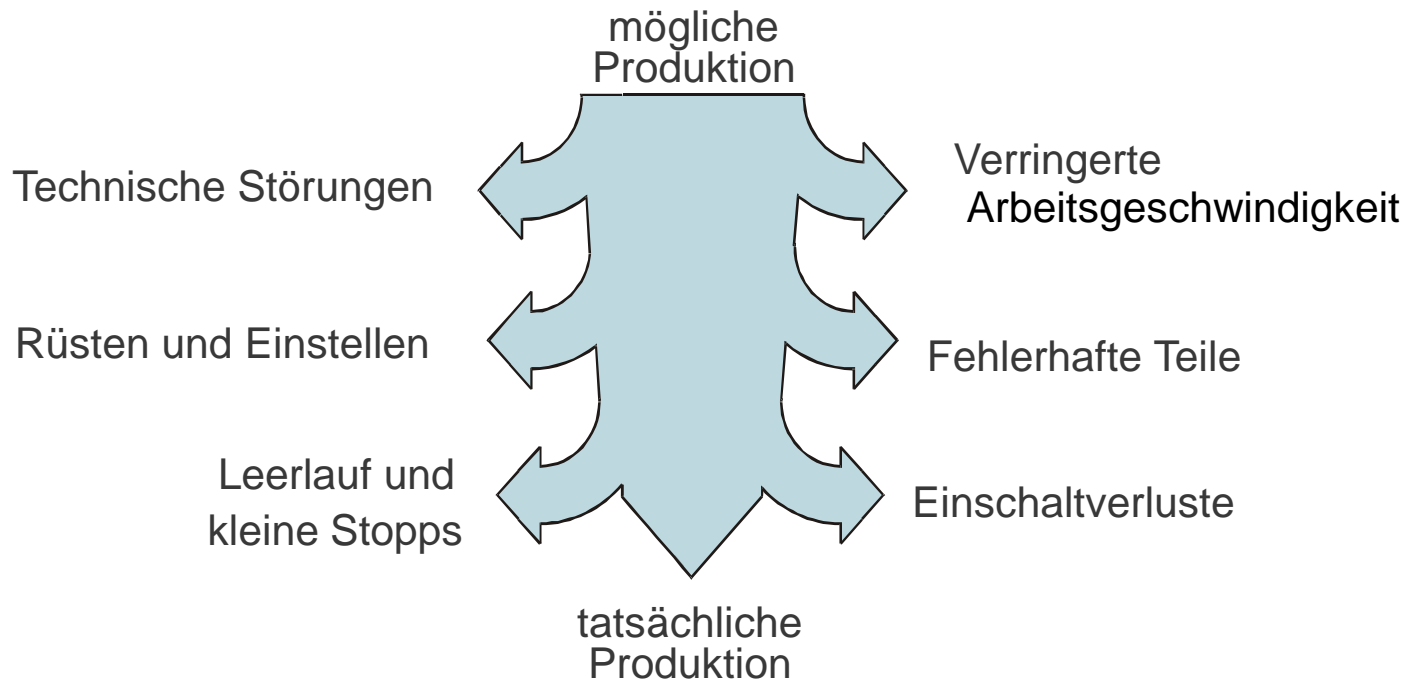 mögliche
Produktion
Technische Störungen
Verringerte
Arbeitsgeschwindigkeit
Rüsten und Einstellen
Fehlerhafte Teile
Leerlauf und
kleine Stopps
Einschaltverluste
tatsächliche
Produktion